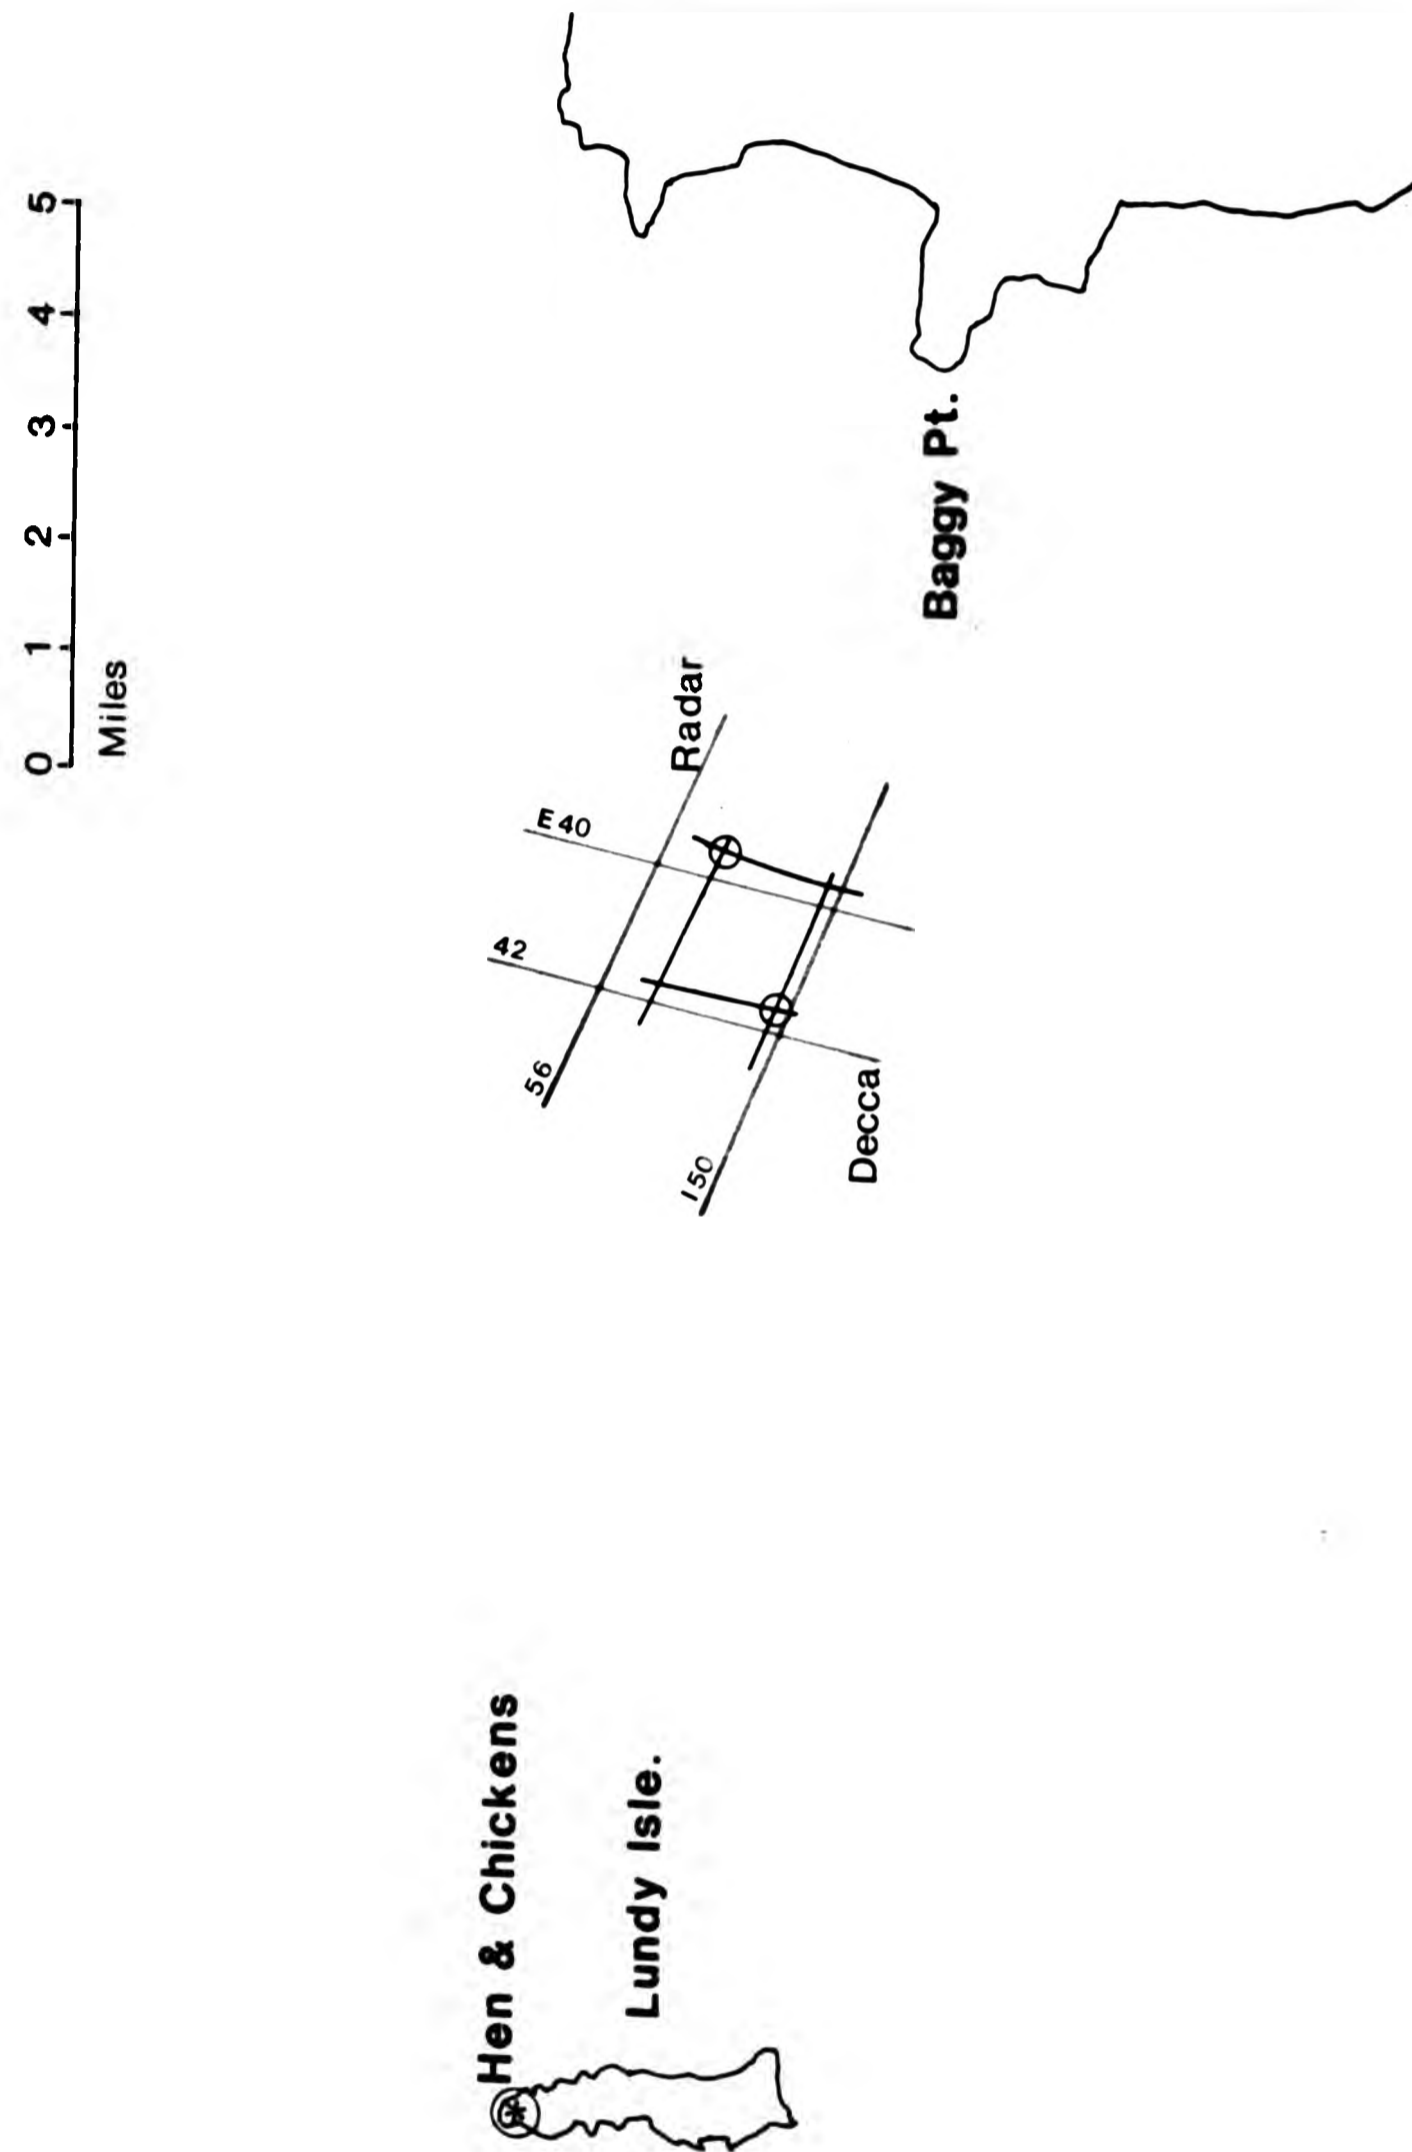 0 1 2 3 4 5
Miles
Hen & Chickens
Lundy Isle.
42
E 40
56
Radar
150
Decca
Baggy Pt.